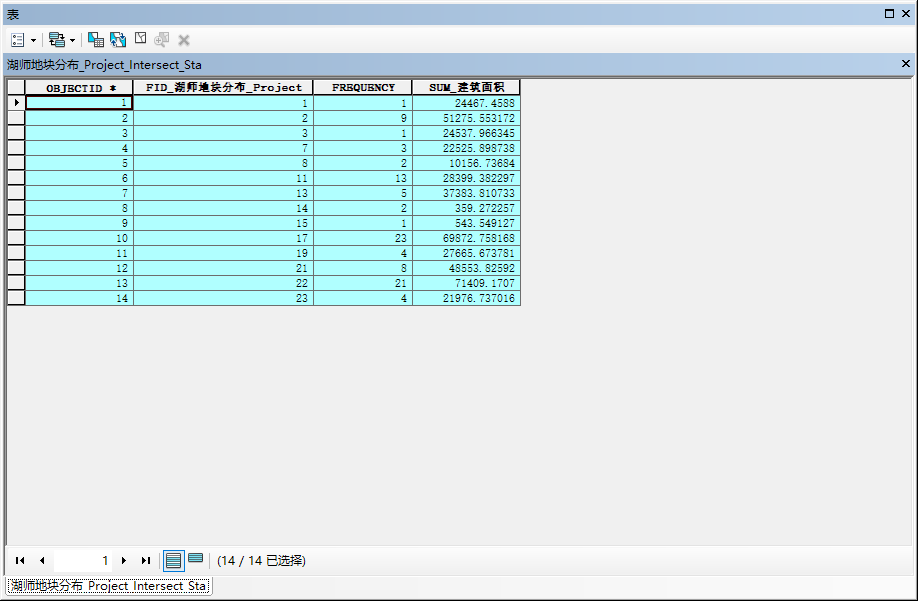 表
湖师地块分布_Project_Intersect_Sta
OBJECTID * FID_湖师地块分布_Project FREQUENCY SUM_建筑面积
1 1 1 24467.4588
2 2 9 51275.553172
3 3 1 24537.966345
4 7 3 22525.898738
5 8 2 10156.73684
6 11 13 28399.382297
7 13 5 37383.810733
8 14 2 359.272257
9 15 1 543.549127
10 17 23 69872.758168
11 19 4 27665.673781
12 21 8 48553.82592
13 22 21 71409.1707
14 23 4 21976.737016
1 (14 / 14 已选择)
湖师地块分布_Project_Intersect_Sta